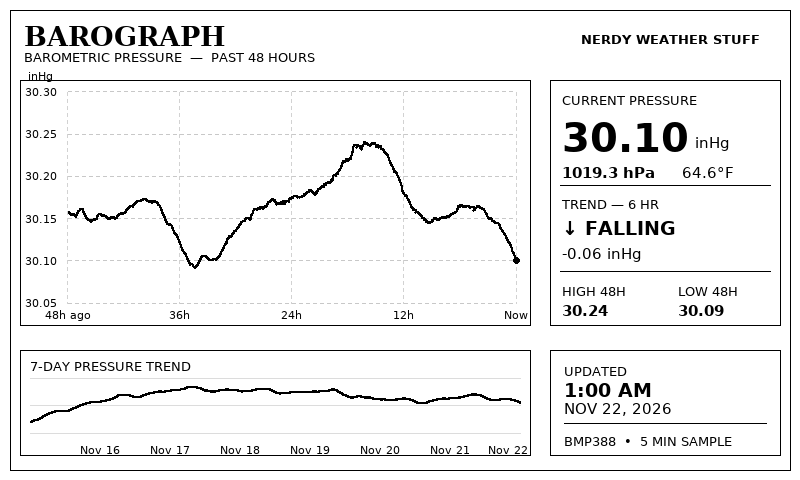 BAROGRAPH
BAROMETRIC PRESSURE — PAST 48 HOURS
NERDY WEATHER STUFF
inHg
30.30
30.25
30.20
30.15
30.10
30.05
48h ago 36h 24h 12h Now
CURRENT PRESSURE
30.10 inHg
1019.3 hPa 64.6°F
TREND — 6 HR
↓ FALLING
-0.06 inHg
HIGH 48H LOW 48H
30.24 30.09
7-DAY PRESSURE TREND
Nov 16 Nov 17 Nov 18 Nov 19 Nov 20 Nov 21 Nov 22
UPDATED
1:00 AM
NOV 22, 2026
BMP388 • 5 MIN SAMPLE